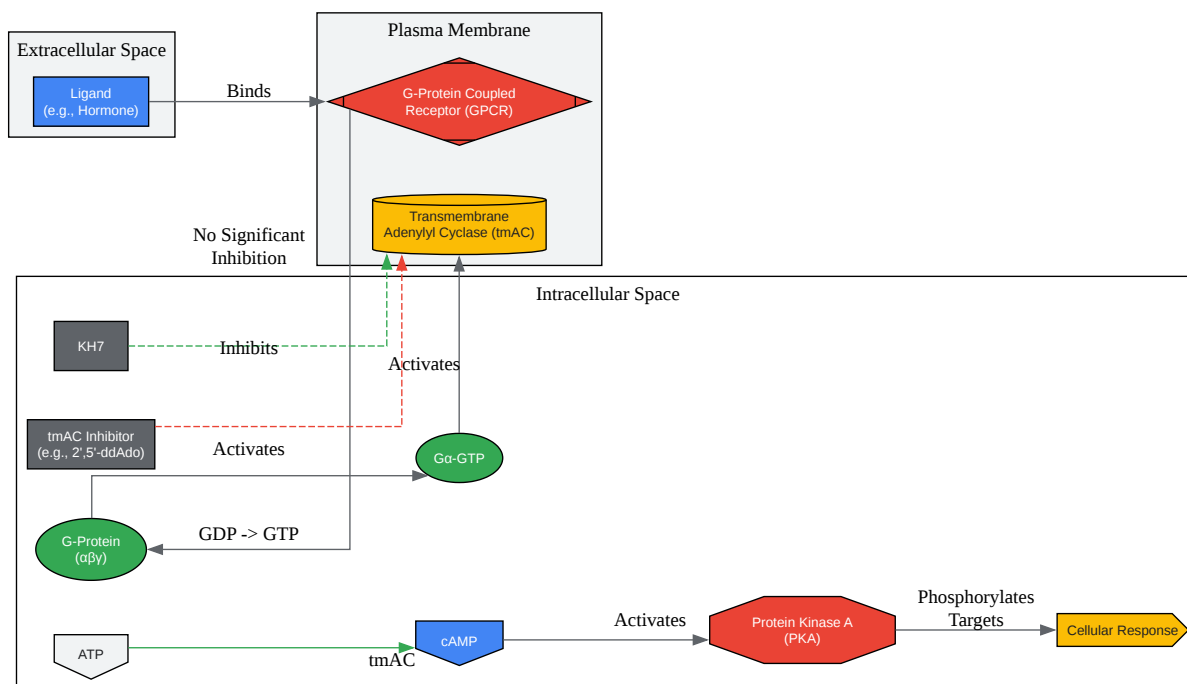 Plasma Membrane
Extracellular Space
Ligand
(e.g., Hormone)
Binds
G-Protein Coupled
Receptor (GPCR)
Transmembrane
Adenylyl Cyclase (tmAC)
No Significant
Inhibition
Intracellular Space
KH7
Inhibits
Activates
tmAC Inhibitor
(e.g., 2',5'-ddAdo)
Activates
Gα-GTP
G-Protein
(αβγ)
GDP -> GTP
ATP
tmAC
cAMP
Activates
Protein Kinase A
(PKA)
Phosphorylates
Targets
Cellular Response